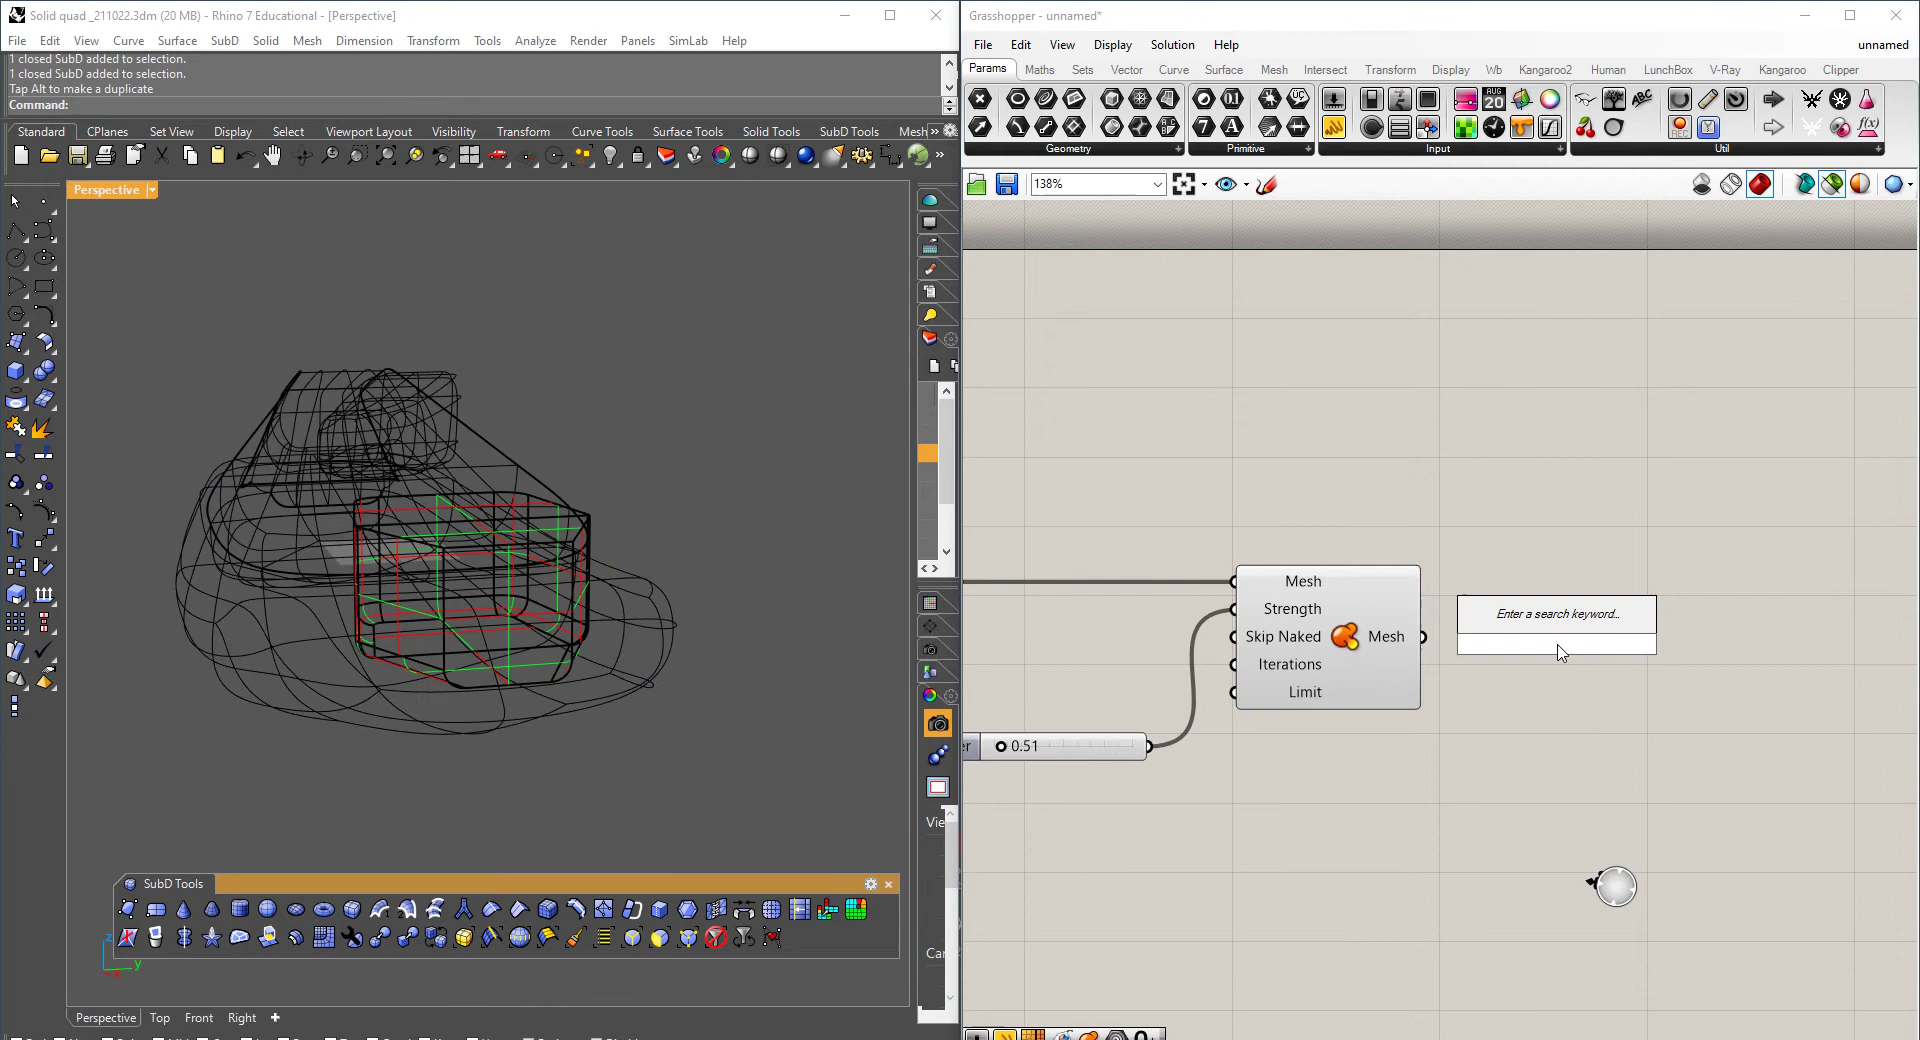 Solid quad _211022.3dm (20 MB) - Rhino 7 Educational - [Perspective]
File Edit View Curve Surface SubD Solid Mesh Dimension Transform Tools Analyze Render Panels SimLab Help
1 closed SubD added to selection.
1 closed SubD added to selection.
Tap Alt to make a duplicate
Command:
Standard CPlanes Set View Display Select Viewport Layout Visibility Transform Curve Tools Surface Tools Solid Tools SubD Tools Mesh
Perspective
SubD Tools
z
y
Vie
Car
Perspective Top Front Right
Grasshopper - unnamed*
File Edit View Display Solution Help unnamed
Params Maths Sets Vector Curve Surface Mesh Intersect Transform Display Wb Kangaroo2 Human LunchBox V-Ray Kangaroo Clipper
Geometry Primitive Input Util
138%
Mesh
Strength
Skip Naked
Iterations
Limit
Mesh
Enter a search keyword...
er 0.51